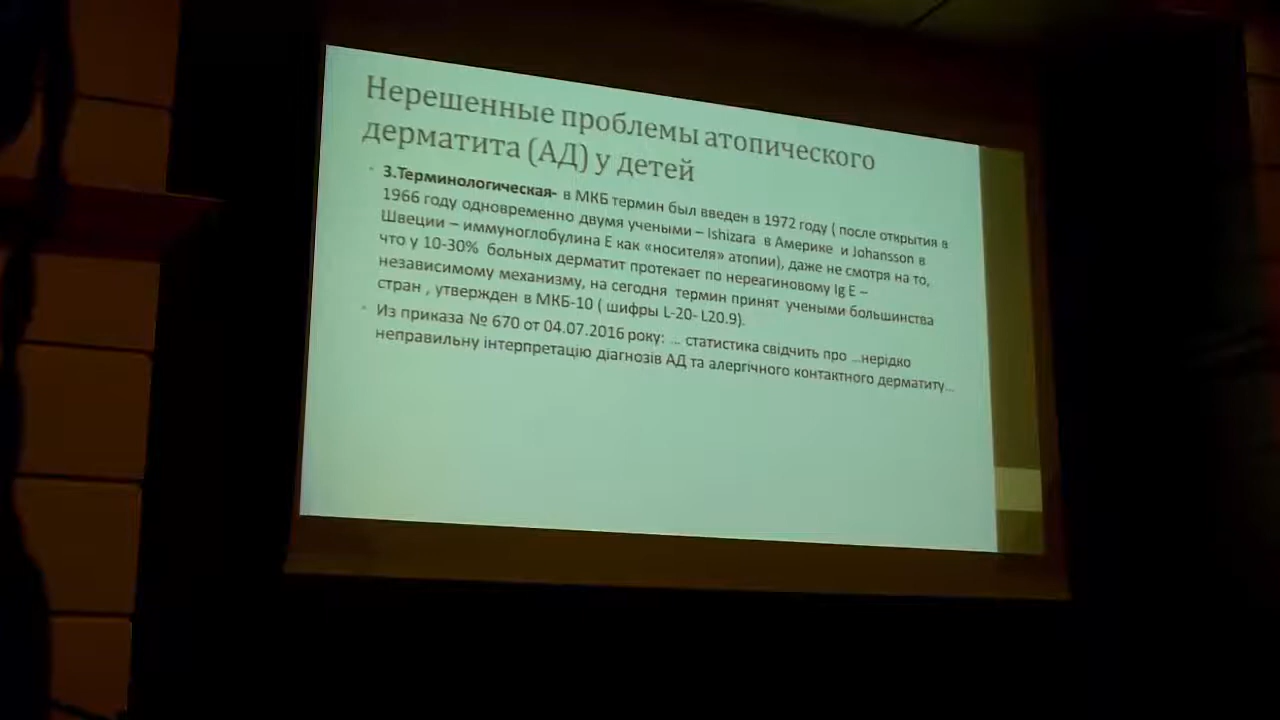 Нерешенные проблемы атопического
дерматита (АД) у детей
• 3.Терминологическая- в МКБ термин был введен в 1972 году ( после открытия в
1966 году одновременно двумя учеными – Ishizara в Америке и Johansson в
Швеции – иммуноглобулина Е как «носителя» атопии), даже не смотря на то,
что у 10-30% больных дерматит протекает по нереагиновому Ig E –
независимому механизму, на сегодня термин принят учеными большинства
стран , утвержден в МКБ-10 ( шифры L-20- L20.9).
• Из приказа № 670 от 04.07.2016 року: ... статистика свідчить про ...нерідко
неправильну інтерпретацію діагнозів АД та алергічного контактного дерматиту...